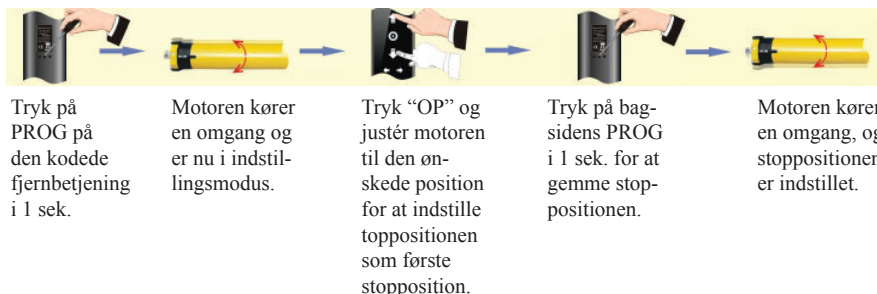 Tryk på
PROG på
den kodede
fjernbetjening
i 1 sek.
Motoren kører
en omgang og
er nu i indstil-
lingsmodus.
Tryk “OP” og
justér motoren
til den øn-
skede position
for at indstille
toppositionen
som første
stopposition.
Tryk på bag-
sidens PROG
i 1 sek. for at
gemme stop-
positionen.
Motoren kører
en omgang, og
stoppositionen
er indstillet.